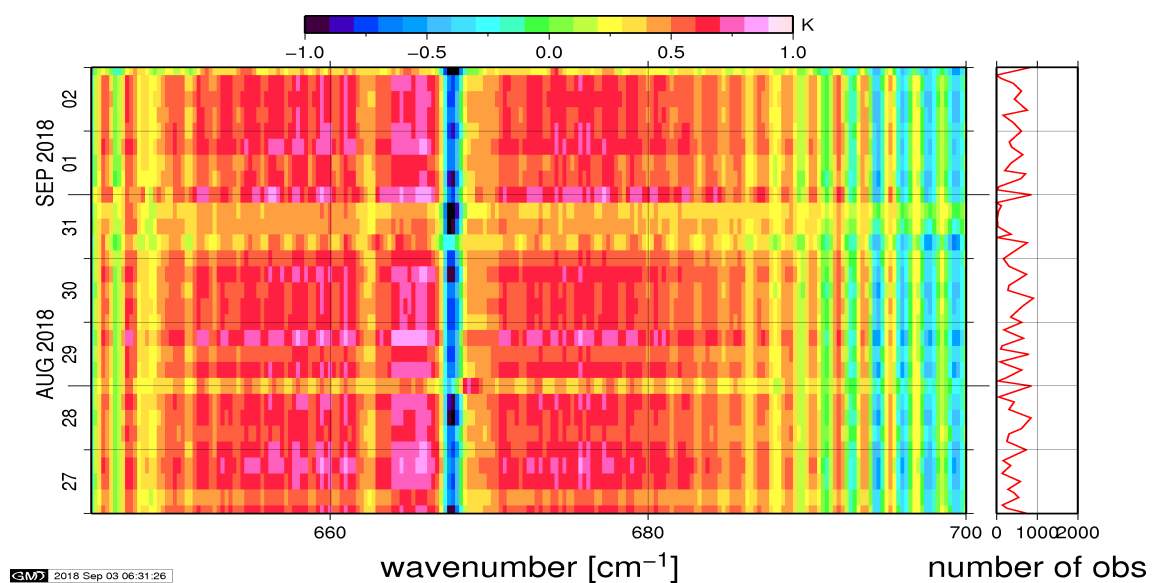 K
−1.0 −0.5 0.0 0.5 1.0
SEP 2018
02
01
AUG 2018
31
30
29
28
27
660 680 700
0 1000 2000
wavenumber [cm−1]
number of obs
GMT 2018 Sep 03 06:31:26